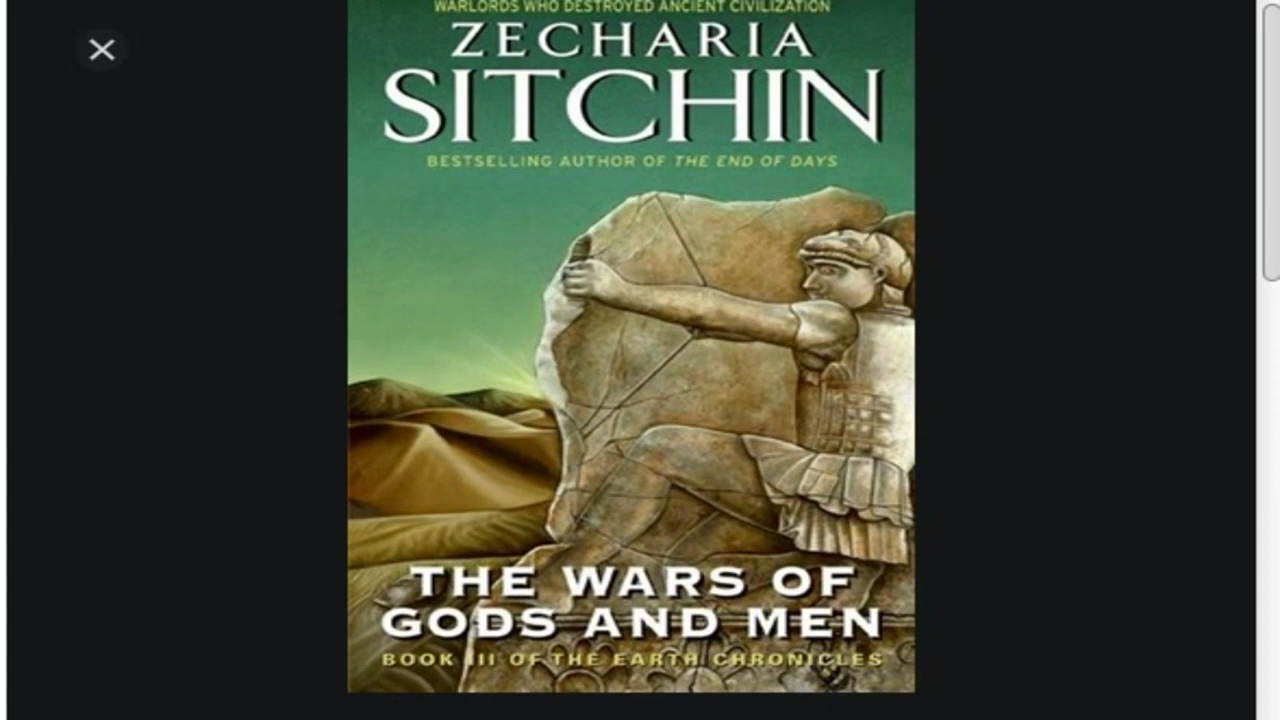 WARLORDS WHO DESTROYED ANCIENT CIVILIZATION
ZECHARIA
SITCHIN
BESTSELLING AUTHOR OF THE END OF DAYS
THE WARS OF
GODS AND MEN
BOOK III OF THE EARTH CHRONICLES